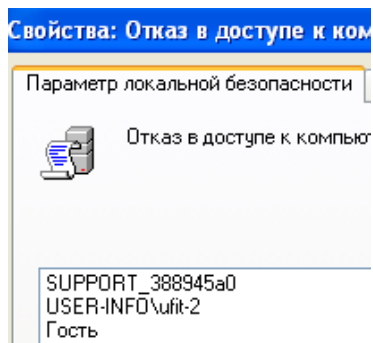 Свойства: Отказ в доступе к ком
Параметр локальной безопасности
Отказ в доступе к компьют
SUPPORT_388945a0
USER-INFO\ufit-2
Гость